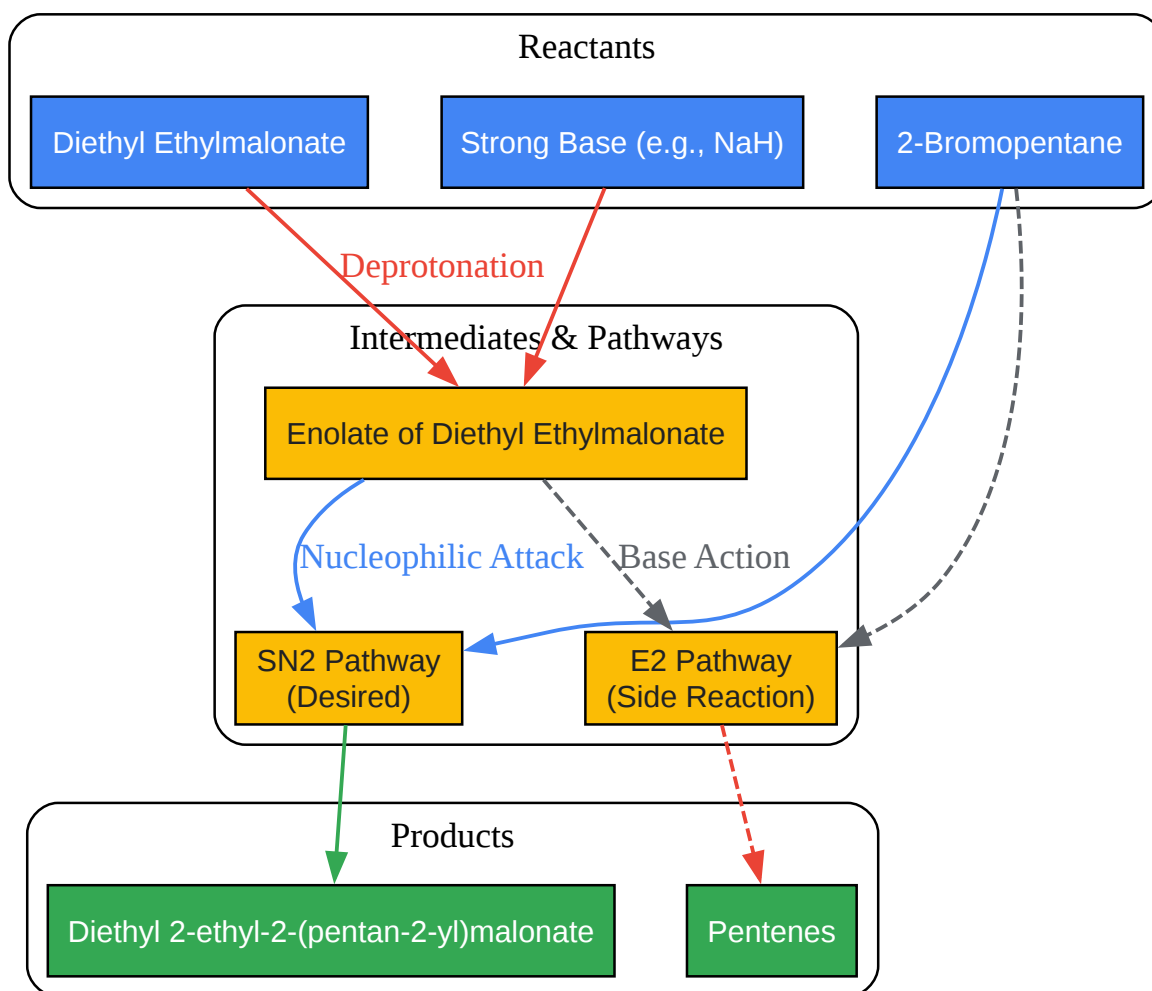 Reactants
Diethyl Ethylmalonate
Strong Base (e.g., NaH)
2-Bromopentane
Deprotonation
Intermediates & Pathways
Enolate of Diethyl Ethylmalonate
Nucleophilic Attack
Base Action
SN2 Pathway
(Desired)
E2 Pathway
(Side Reaction)
Products
Diethyl 2-ethyl-2-(pentan-2-yl)malonate
Pentenes